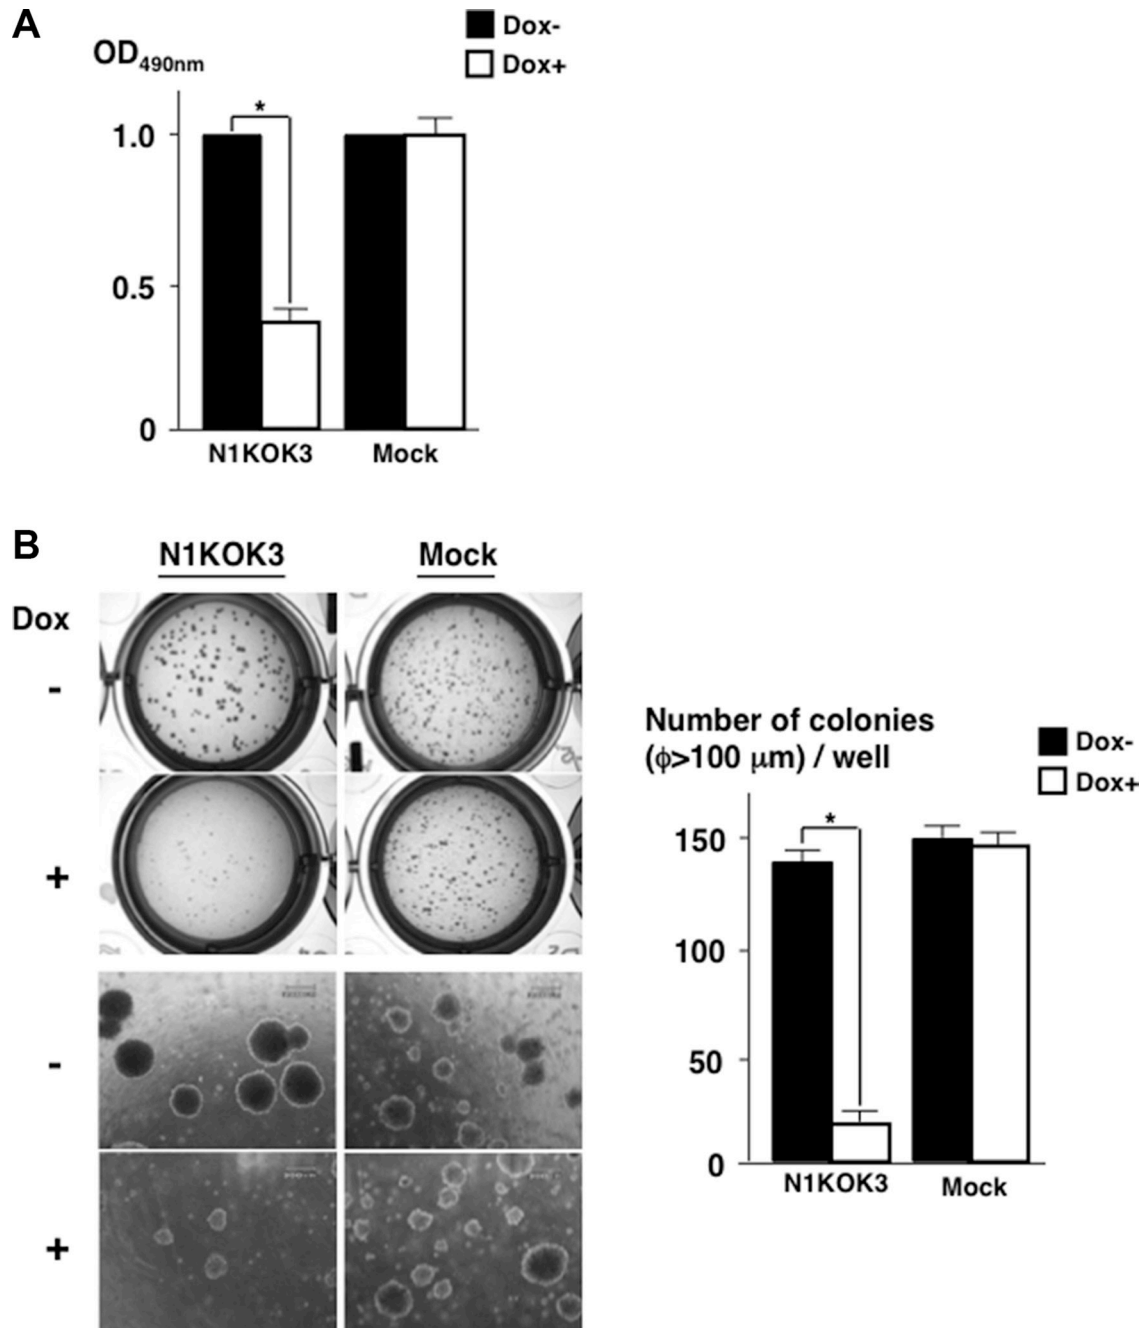 A
Dox-
Dox+
OD490nm
*
1.0
0.5
0
N1KOK3 Mock
B
N1KOK3 Mock
Dox
-
+
-
+
Number of colonies
(ϕ>100 μm) / well
Dox-
Dox+
*
150
100
50
0
N1KOK3 Mock